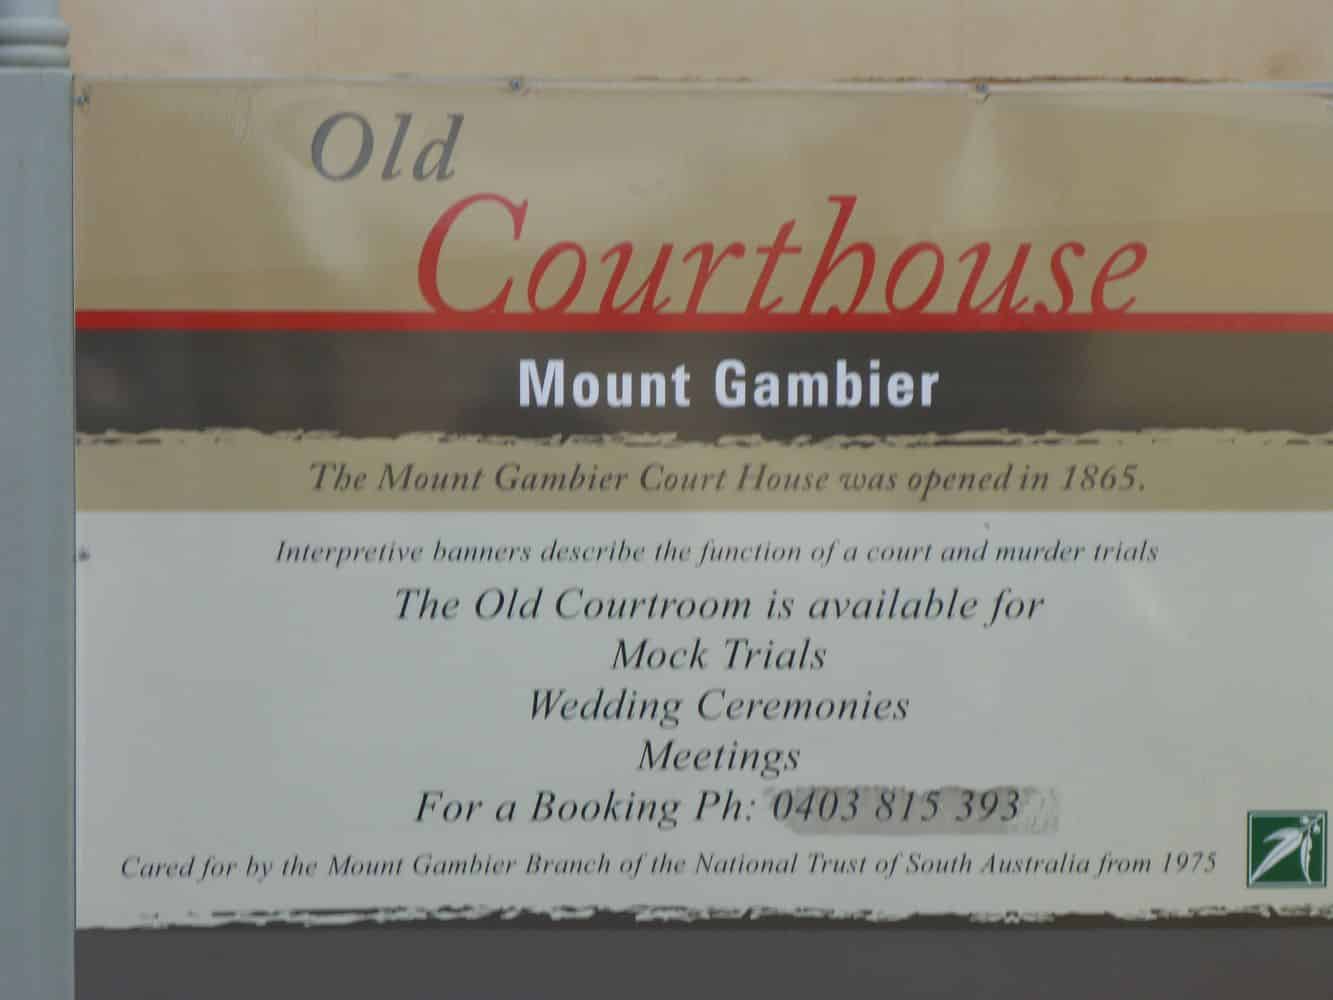 Old
Courthouse
Mount Gambier
The Mount Gambier Court House was opened in 1865.
Interpretive banners describe the function of a court and murder trials
The Old Courtroom is available for
Mock Trials
Wedding Ceremonies
Meetings
For a Booking Ph: 0403 815 393
Cared for by the Mount Gambier Branch of the National Trust of South Australia from 1975